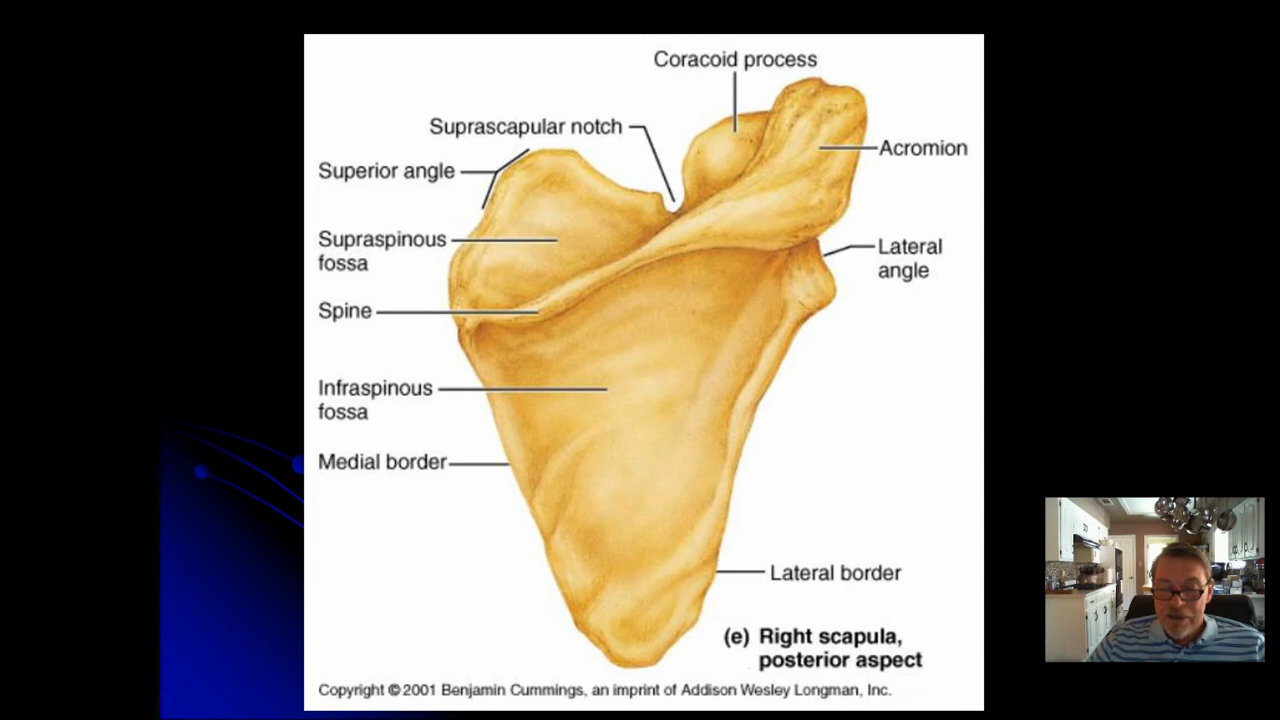 Coracoid process
Suprascapular notch
Acromion
Superior angle
Supraspinous
fossa
Lateral
angle
Spine
Infraspinous
fossa
Medial border
Lateral border
(e) Right scapula,
posterior aspect
Copyright © 2001 Benjamin Cummings, an imprint of Addison Wesley Longman, Inc.